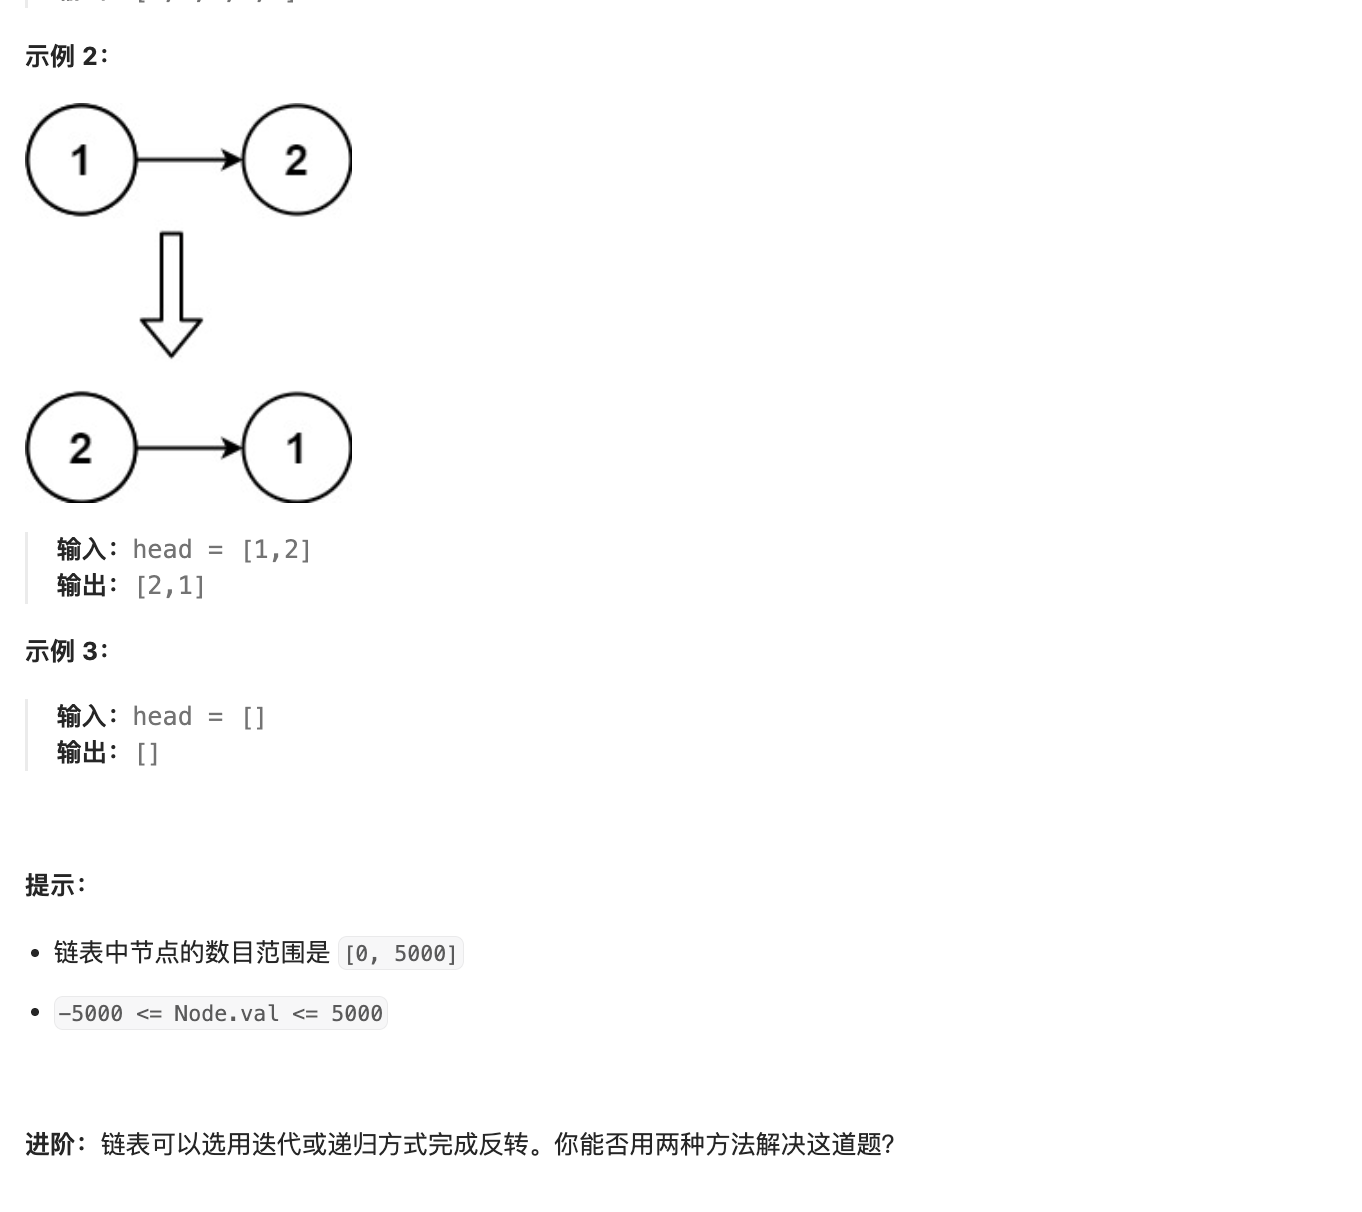 示例 2：
1 2
2 1
输入：head = [1,2]
输出：[2,1]
示例 3：
输入：head = []
输出：[]
提示：
• 链表中节点的数目范围是 [0, 5000]
• -5000 <= Node.val <= 5000
进阶：链表可以选用迭代或递归方式完成反转。你能否用两种方法解决这道题？